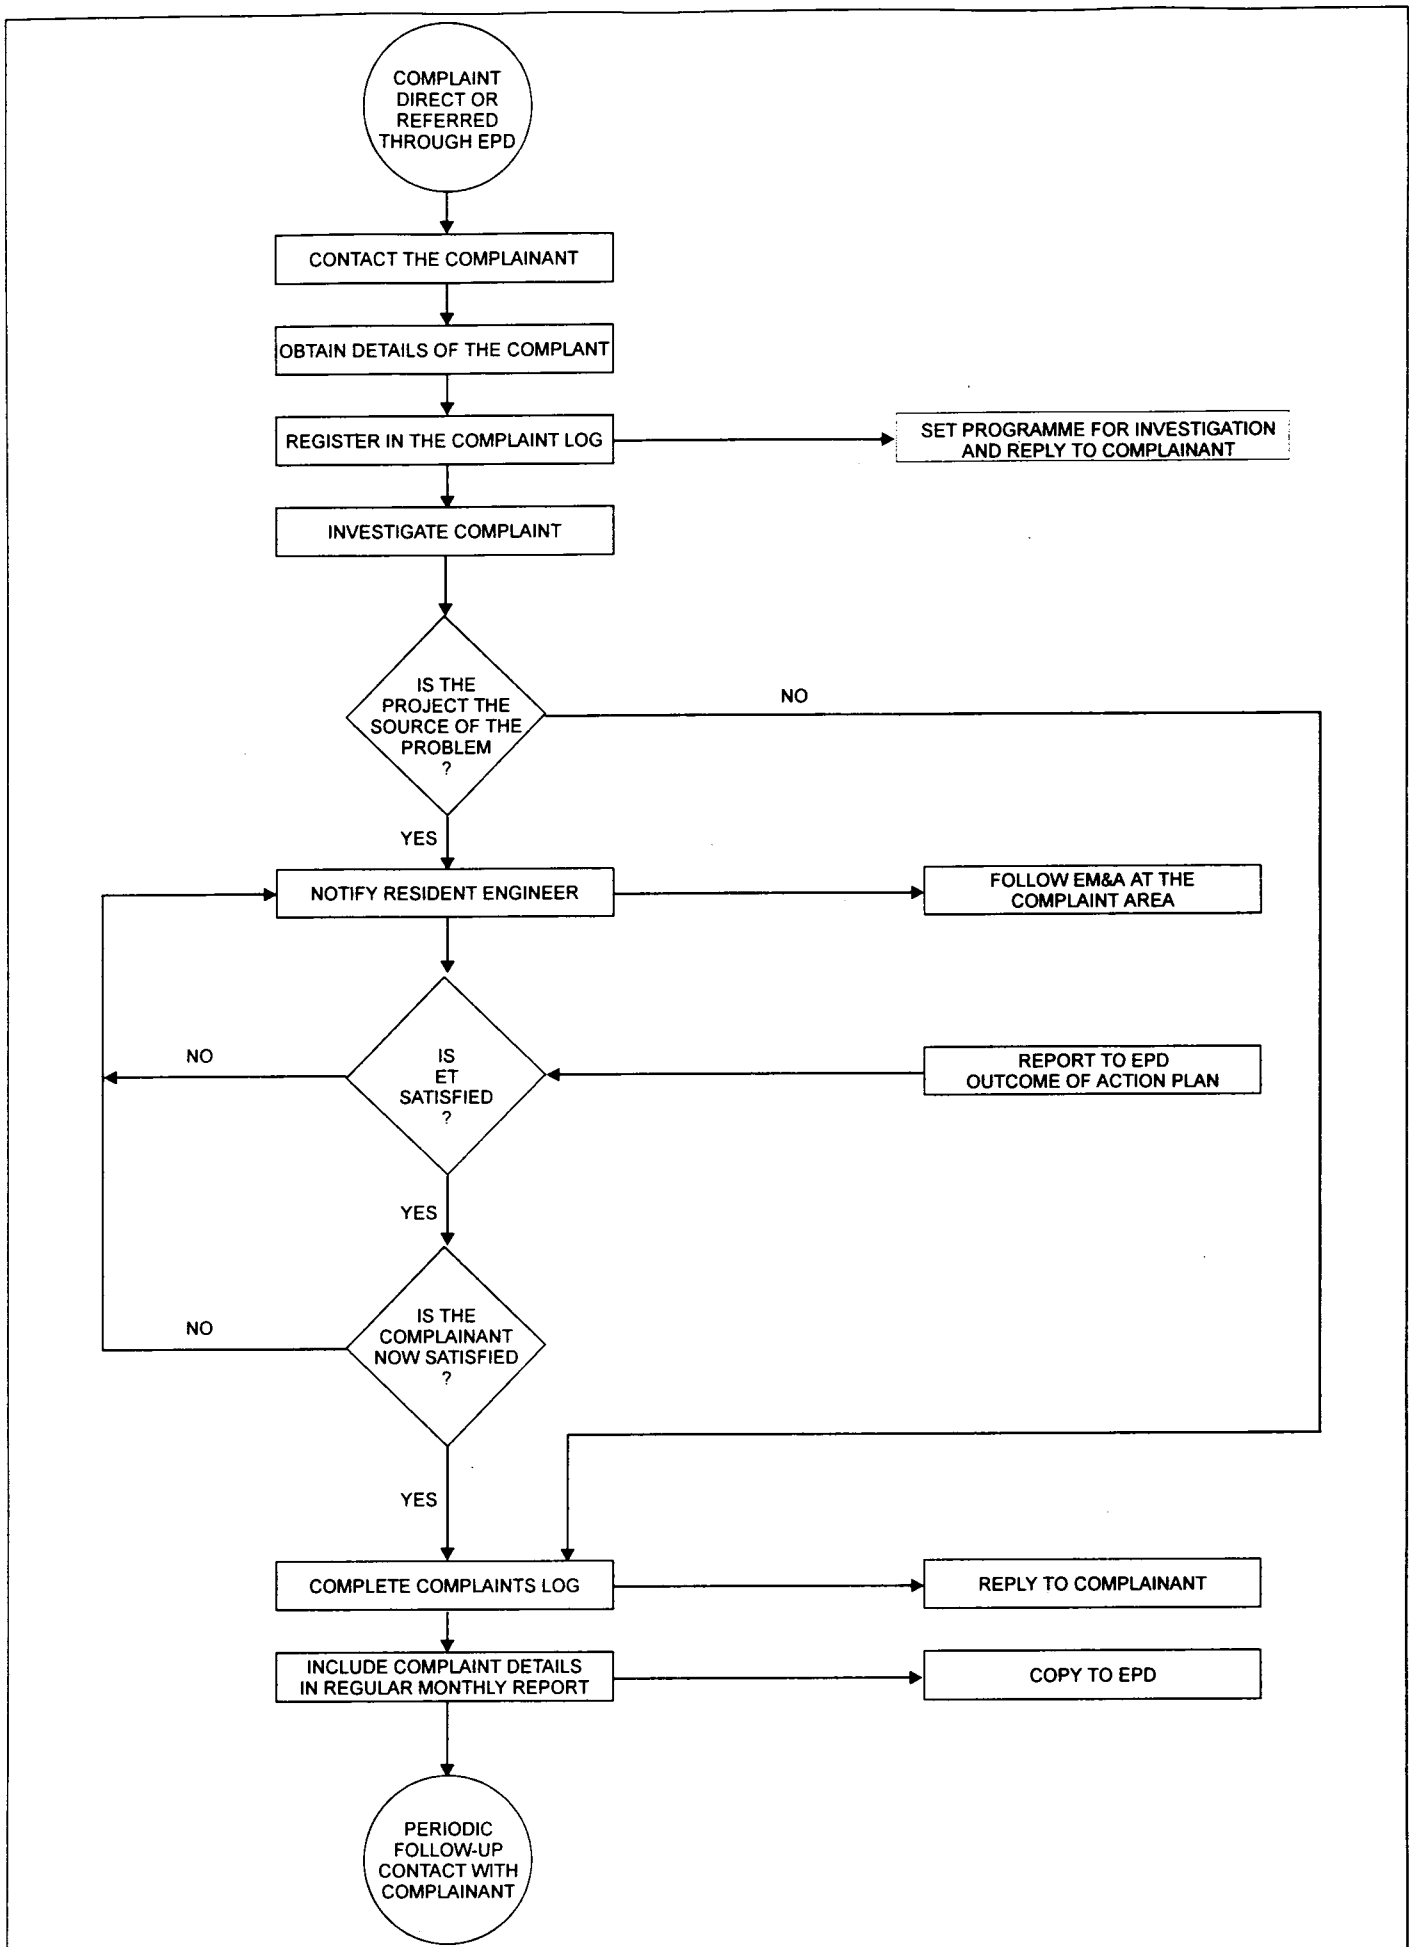 COMPLAINT
DIRECT OR
REFERRED
THROUGH EPD
CONTACT THE COMPLAINANT
OBTAIN DETAILS OF THE COMPLANT
REGISTER IN THE COMPLAINT LOG
SET PROGRAMME FOR INVESTIGATION
AND REPLY TO COMPLAINANT
INVESTIGATE COMPLAINT
IS THE
PROJECT THE
SOURCE OF THE
PROBLEM
?
NO
YES
NOTIFY RESIDENT ENGINEER
FOLLOW EM&A AT THE
COMPLAINT AREA
NO
IS
ET
SATISFIED
?
REPORT TO EPD
OUTCOME OF ACTION PLAN
YES
NO
IS THE
COMPLAINANT
NOW SATISFIED
?
YES
COMPLETE COMPLAINTS LOG
REPLY TO COMPLAINANT
INCLUDE COMPLAINT DETAILS
IN REGULAR MONTHLY REPORT
COPY TO EPD
PERIODIC
FOLLOW-UP
CONTACT WITH
COMPLAINANT